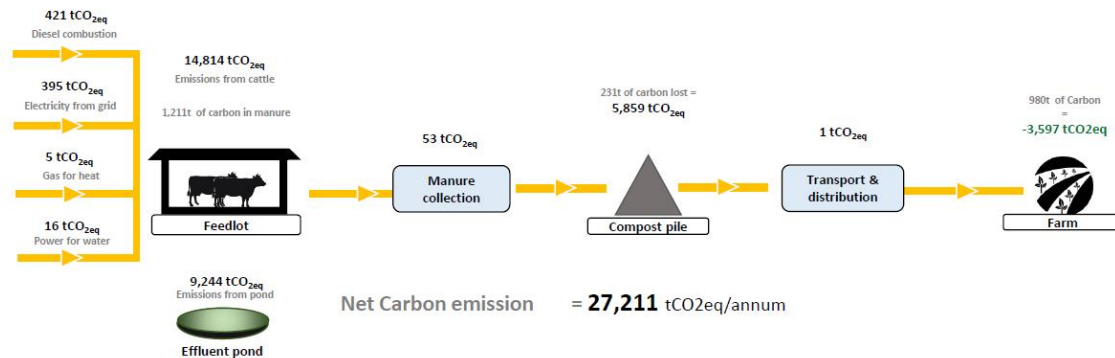 421 tCO2eq
Diesel combustion
395 tCO2eq
Electricity from grid
5 tCO2eq
Gas for heat
16 tCO2eq
Power for water
14,814 tCO2eq
Emissions from cattle
1,211t of carbon in manure
Feedlot
9,244 tCO2eq
Emissions from pond
Effluent pond
53 tCO2eq
Manure
collection
231t of carbon lost =
5,859 tCO2eq
Compost pile
1 tCO2eq
Transport &
distribution
980t of Carbon
=
-3,597 tCO2eq
Farm
Net Carbon emission = 27,211 tCO2eq/annum